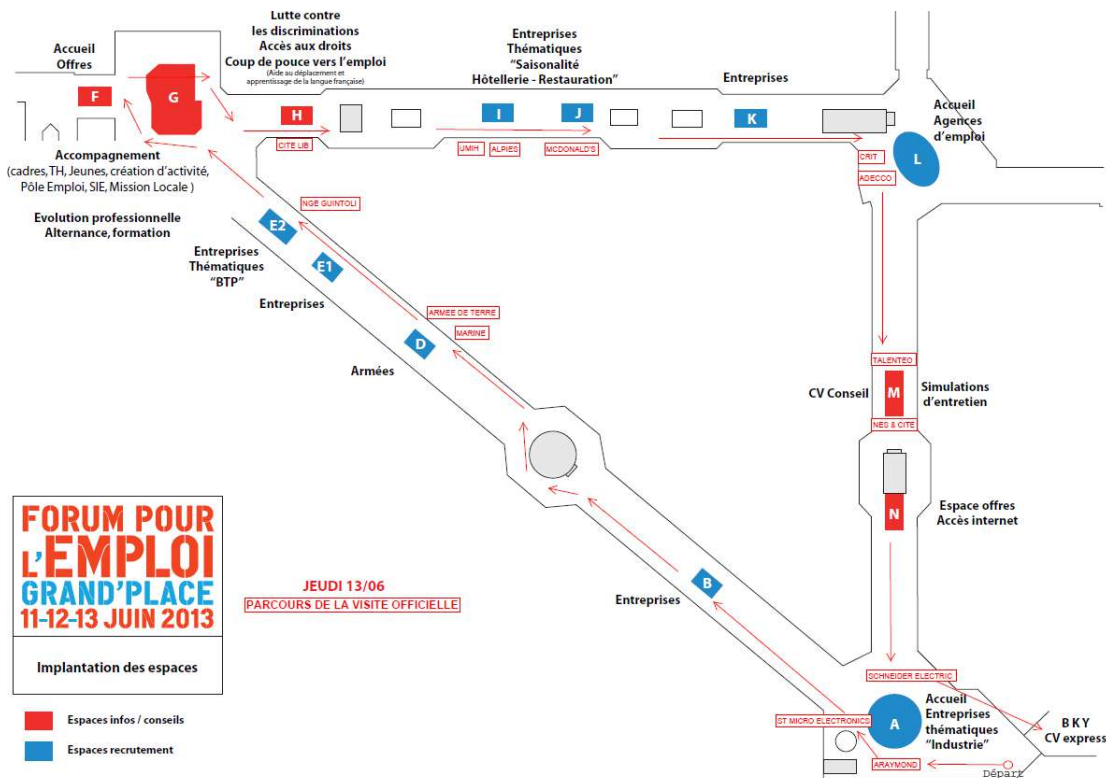 Accueil
Offres
F
G
Lutte contre
les discriminations
Accès aux droits
Coup de pouce vers l'emploi
(Aide au déplacement et
apprentissage de la langue française)
H
CITE LIB
Entreprises
Thématiques
"Saisonalité
Hôtellerie - Restauration"
I
J
UMIH
ALPIES
MCDONALD'S
Entreprises
K
Accueil
Agences
d'emploi
L
CRIT
ADECCO
Accompagnement
(cadres, TH, Jeunes, création d'activité,
Pôle Emploi, SIE, Mission Locale )
Evolution professionnelle
Alternance, formation
NGE GUINTOLI
E2
E1
Entreprises
Thématiques
"BTP"
Entreprises
ARMEE DE TERRE
MARINE
D
Armées
TALENTEO
CV Conseil
M
Simulations
d'entretien
NES & CITE
N
Espace offres
Accès internet
B
Entreprises
FORUM POUR
L'EMPLOI
GRAND'PLACE
11-12-13 JUIN 2013
Implantation des espaces
JEUDI 13/06
PARCOURS DE LA VISITE OFFICIELLE
Espaces infos / conseils
Espaces recrutement
SCHNEIDER ELECTRIC
ST MICRO ELECTRONICS
A
Accueil
Entreprises
thématiques
"Industrie"
B K Y
CV express
ARAYMOND
Départ